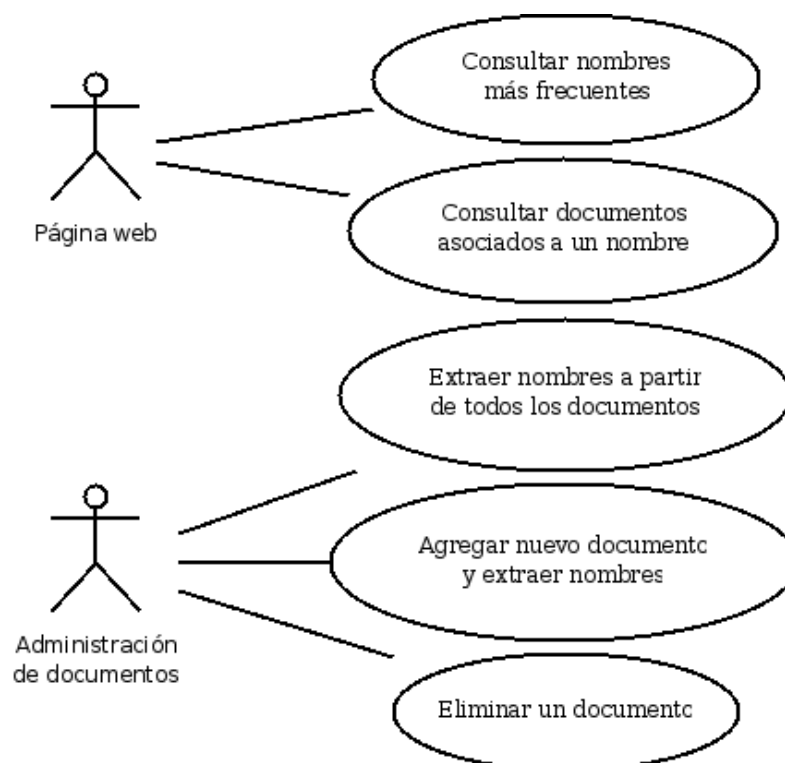 Consultar nombres
más frecuentes
Página web
Consultar documentos
asociados a un nombre
Extraer nombres a partir
de todos los documentos
Agregar nuevo documento
y extraer nombres
Administración
de documentos
Eliminar un documento